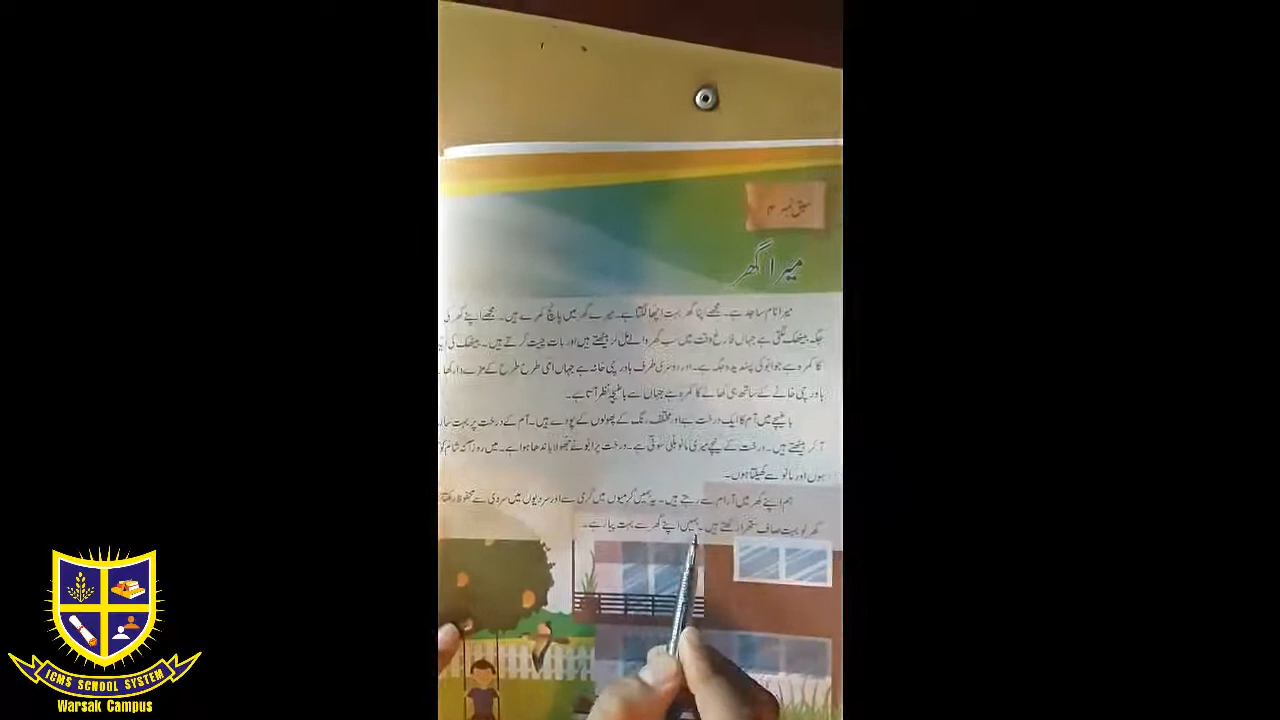 سبق نمبر ۴
میرا گھر
میرا نام ساجد ہے۔ مجھے اپنا گھر بہت اچھا لگتا ہے۔ میرے گھر میں پانچ کمرے ہیں۔ مجھے اپنے گھر کی
جگہ بیٹھک لگتی ہے جہاں فارغ وقت میں سب گھر والے مل کر بیٹھتے ہیں اور بات چیت کرتے ہیں۔ بیٹھک کی
کا کمرہ ہے جو ابو کی پسندیدہ جگہ ہے۔ اور دوسری طرف باورچی خانہ ہے جہاں امی طرح طرح کے مزے دار کھا
باورچی خانے کے ساتھ ہی کھانے کا کمرہ ہے جہاں سے باغیچہ نظر آتا ہے۔
باغیچے میں آم کا ایک درخت ہے اور مختلف رنگ کے پھولوں کے پودے ہیں۔ آم کے درخت پر بہت سار
آ کر بیٹھتے ہیں۔ درخت کے نیچے میری مانو بلی سوتی ہے۔ درخت پر ابو نے جھولا باندھا ہوا ہے۔ میں روزانہ شام کو
ہوں اور مانو سے کھیلتا ہوں۔
ہم اپنے گھر میں آرام سے رہتے ہیں۔ یہ ہمیں گرمیوں میں گرمی سے اور سردیوں میں سردی سے محفوظ رکھتا
گھر کو بہت صاف ستھرا رکھتے ہیں۔ ہمیں اپنے گھر سے بہت پیار ہے۔
ICMS SCHOOL SYSTEM
Warsak Campus